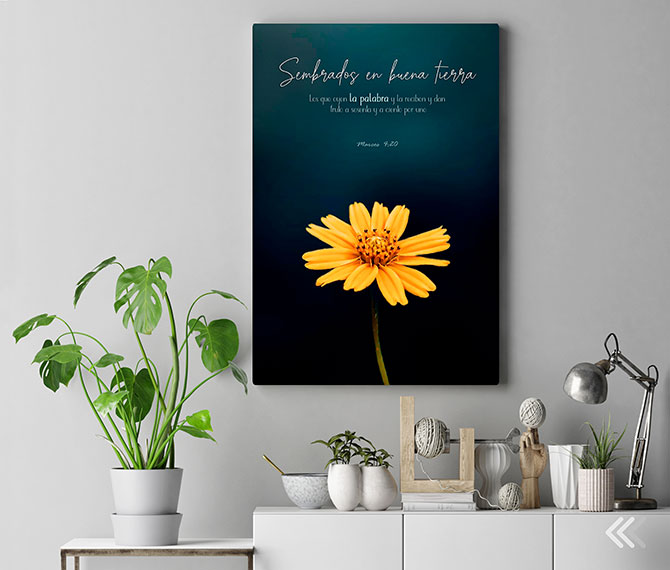 Sembrados en buena tierra
Los que oyen la palabra y la reciben y dan
fruto a sesenta y a ciento por uno
Marcos 4:20